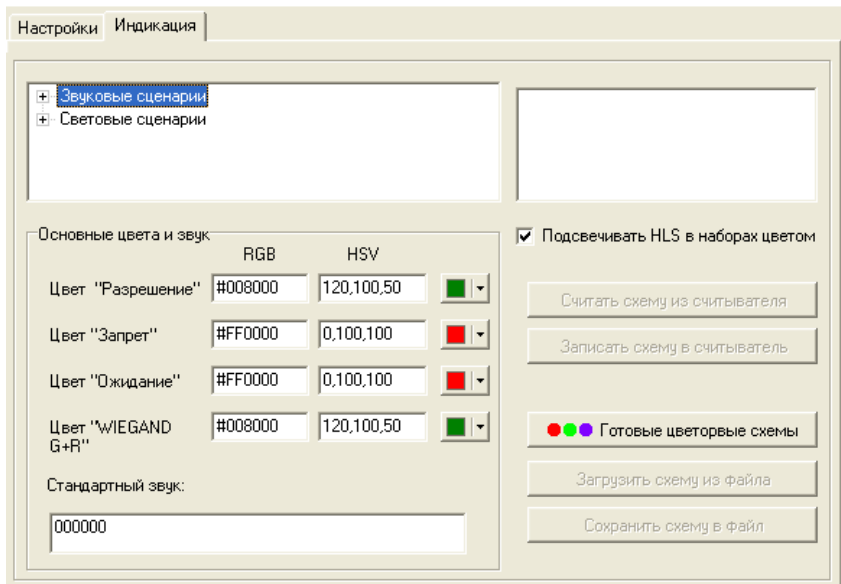 Настройки Индикация
Звуковые сценарии
Световые сценарии
Основные цвета и звук
RGB HSV
Цвет "Разрешение" #008000 120,100,50
Цвет "Запрет" #FF0000 0,100,100
Цвет "Ожидание" #FF0000 0,100,100
Цвет "WIEGAND G+R" #008000 120,100,50
Стандартный звук:
000000
Подсвечивать HLS в наборах цветом
Считать схему из считывателя
Записать схему в считыватель
Готовые цветорвые схемы
Загрузить схему из файла
Сохранить схему в файл